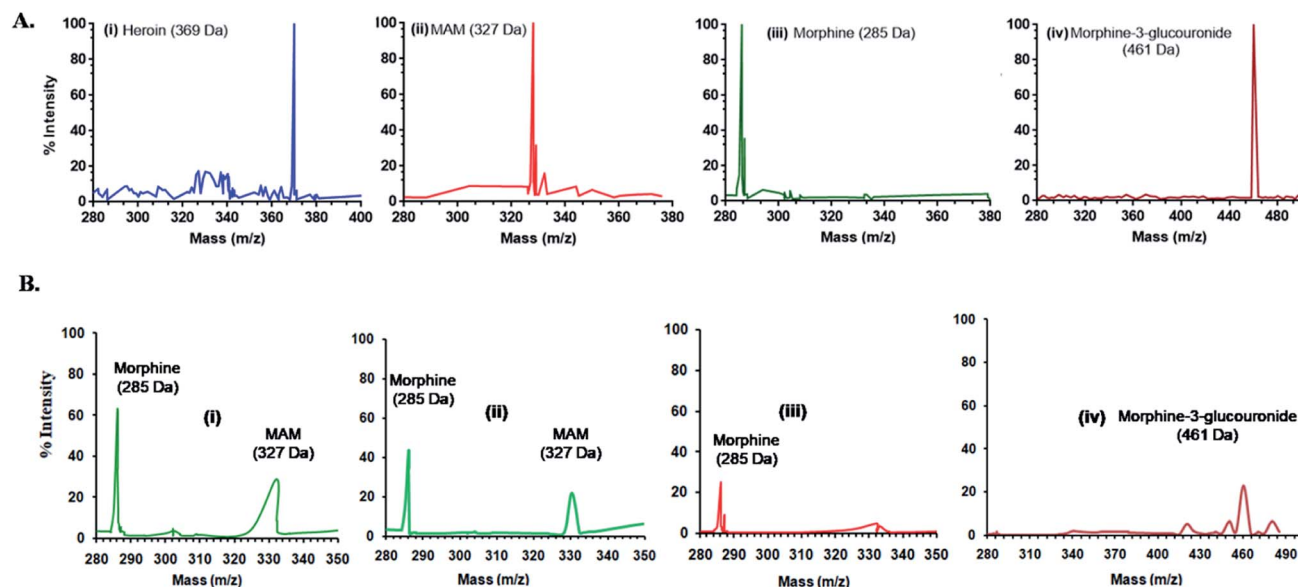 A.
(i) Heroin (369 Da)
% Intensity
100
80
60
40
20
0
280 300 320 340 360 380 400
Mass (m/z)
(ii) MAM (327 Da)
100
80
60
40
20
0
280 300 320 340 360 380
Mass (m/z)
(iii) Morphine (285 Da)
100
80
60
40
20
0
280 300 320 340 360 380
Mass (m/z)
(iv) Morphine-3-glucouronide
(461 Da)
100
80
60
40
20
0
280 320 360 400 440 480
Mass (m/z)
B.
% Intensity
100
80
60
40
20
0
Morphine
(285 Da)
(i)
MAM
(327 Da)
280 290 300 310 320 330 340 350
Mass (m/z)
100
80
60
40
20
0
Morphine
(285 Da)
(ii)
MAM
(327 Da)
280 290 300 310 320 330 340 350
Mass (m/z)
100
80
60
40
20
0
(iii)
Morphine
(285 Da)
280 290 300 310 320 330 340 350
Mass (m/z)
100
80
60
40
20
0
(iv) Morphine-3-glucouronide
(461 Da)
280 310 340 370 400 430 460 490
Mass (m/z)